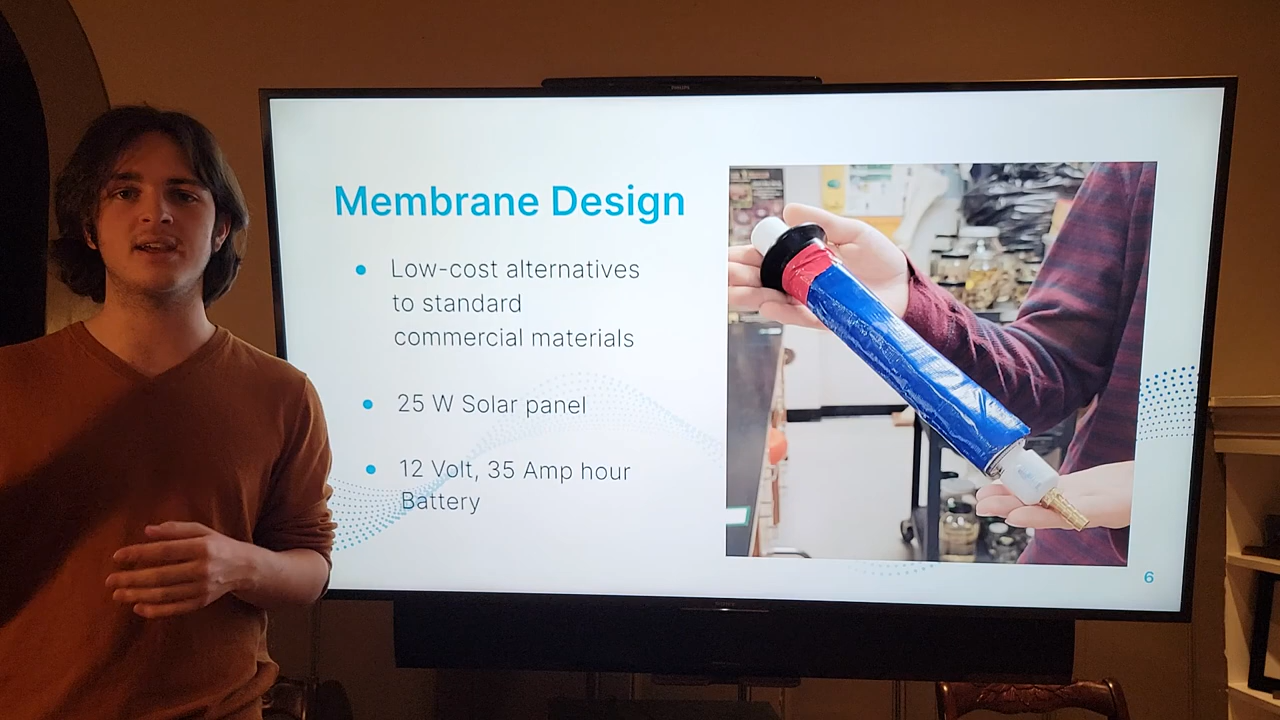 PHILIPS
Membrane Design
Low-cost alternatives
to standard
commercial materials
25 W Solar panel
12 Volt, 35 Amp hour
Battery
6